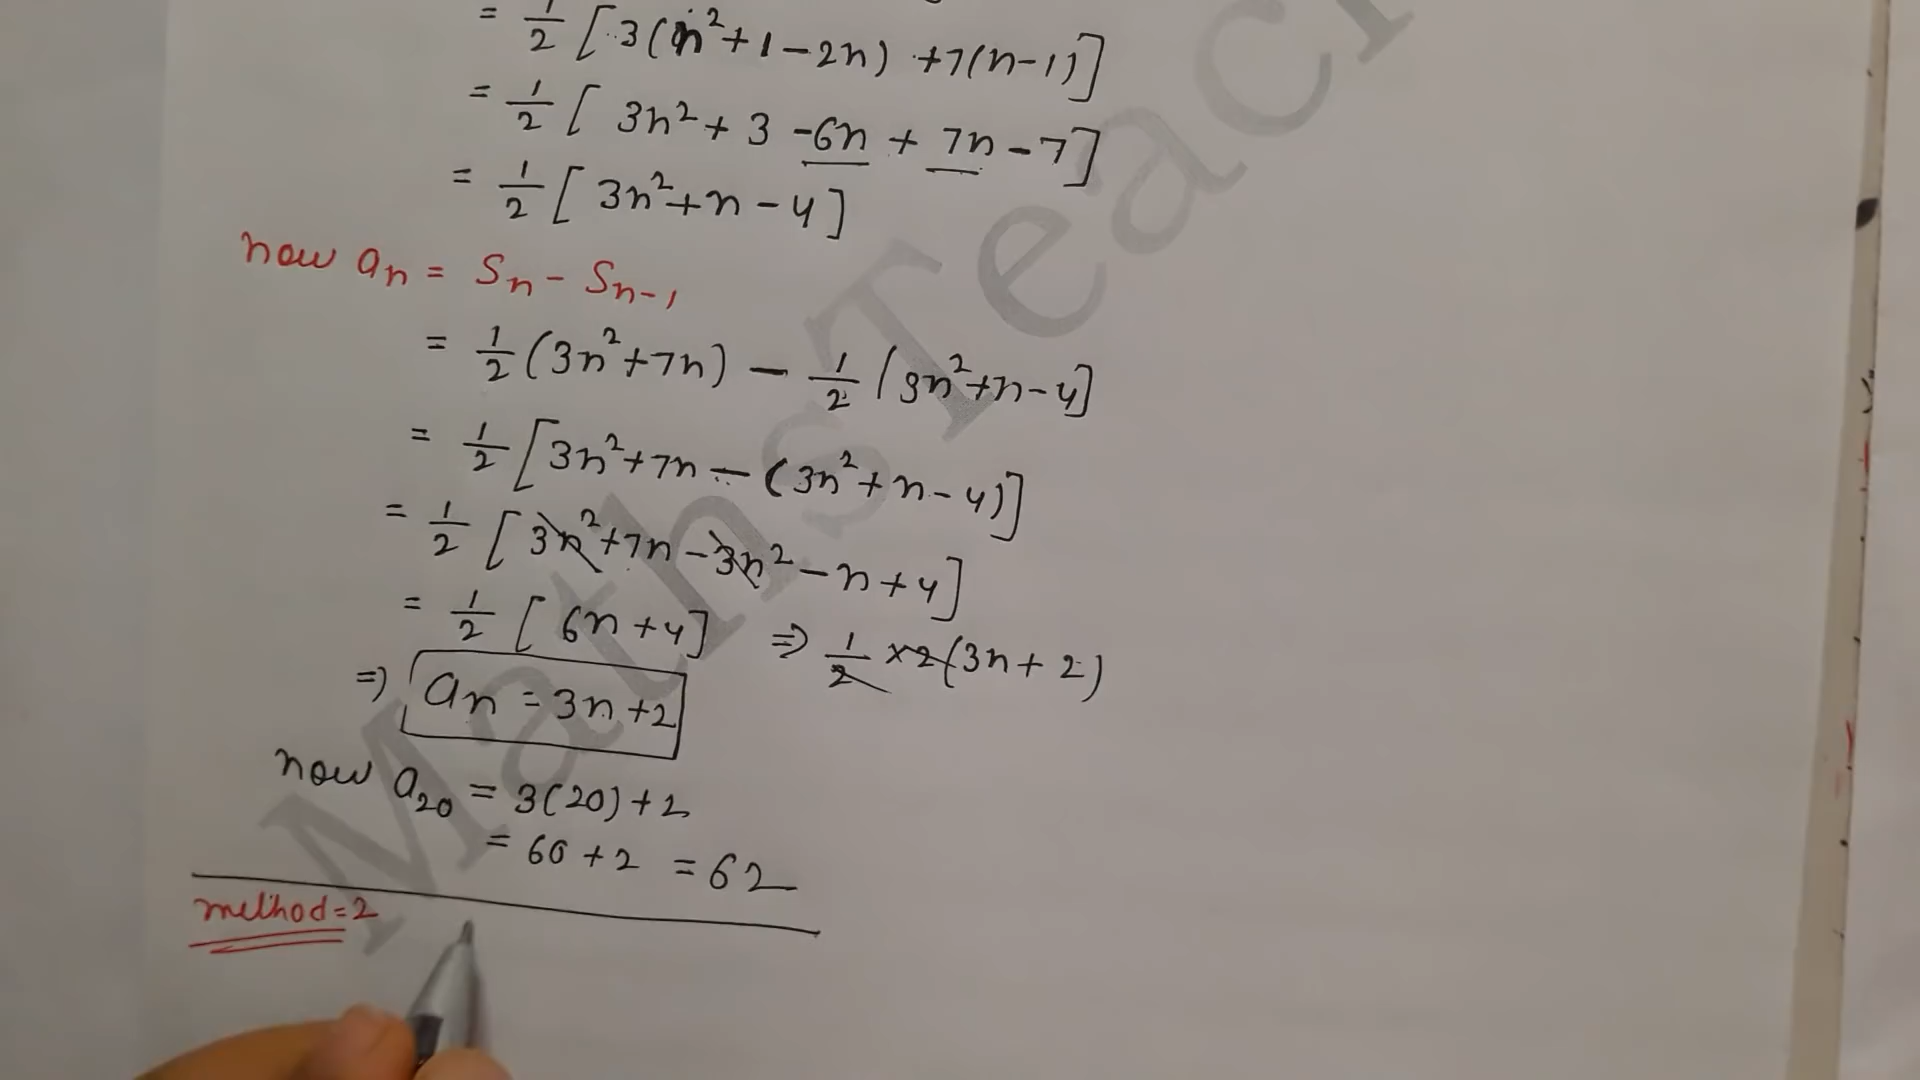 = 1/2 [3(n²+1-2n) +7(n-1)]
= 1/2 [3n²+3-6n+7n-7]
= 1/2 [3n²+n-4]
now an = Sn - Sn-1
= 1/2 (3n²+7n) - 1/2 (3n²+n-4]
= 1/2 [3n²+7n-(3n²+n-4)]
= 1/2 [3n²+7n-3n²-n+4]
= 1/2 [6n+4] ⇒ 1/2 ×2(3n+2)
⇒ an = 3n+2
now a20 = 3(20)+2
= 60+2 = 62
method=2
MathsTeac